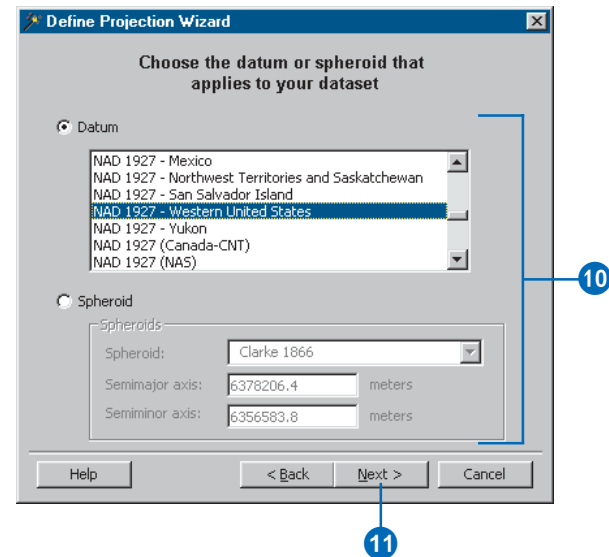 Define Projection Wizard
Choose the datum or spheroid that
applies to your dataset
Datum
NAD 1927 - Mexico
NAD 1927 - Northwest Territories and Saskatchewan
NAD 1927 - San Salvador Island
NAD 1927 - Western United States
NAD 1927 - Yukon
NAD 1927 (Canada-CNT)
NAD 1927 (NAS)
10
Spheroid
Spheroids
Spheroid: Clarke 1866
Semimajor axis: 6378206.4 meters
Semiminor axis: 6356583.8 meters
Help < Back Next > Cancel
11